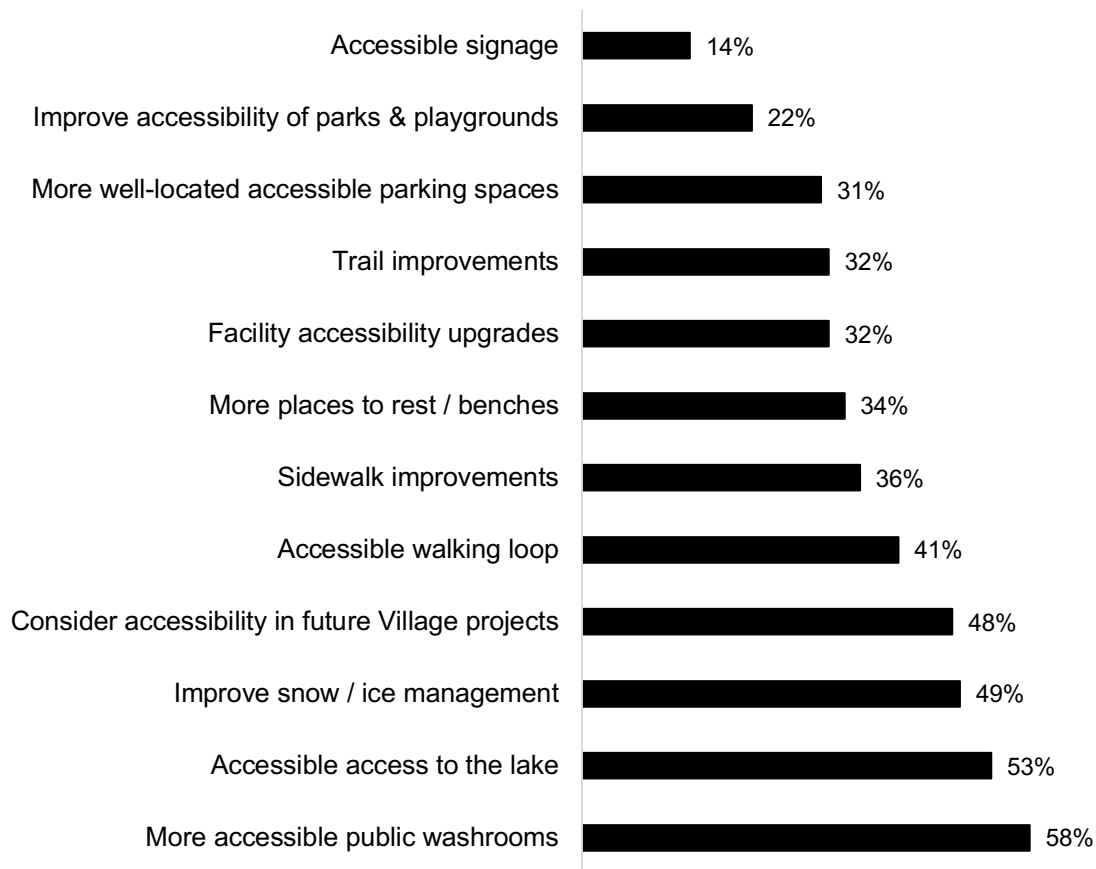 Accessible signage 14%
Improve accessibility of parks & playgrounds 22%
More well-located accessible parking spaces 31%
Trail improvements 32%
Facility accessibility upgrades 32%
More places to rest / benches 34%
Sidewalk improvements 36%
Accessible walking loop 41%
Consider accessibility in future Village projects 48%
Improve snow / ice management 49%
Accessible access to the lake 53%
More accessible public washrooms 58%